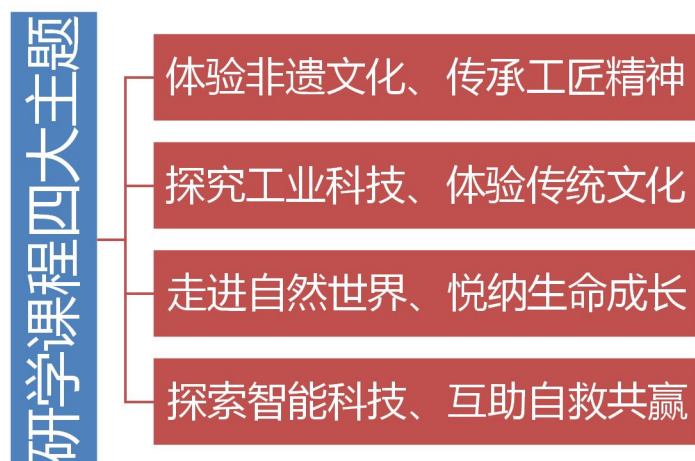 研学课程四大主题
体验非遗文化、传承工匠精神
探究工业科技、体验传统文化
走进自然世界、悦纳生命成长
探索智能科技、互助自救共赢